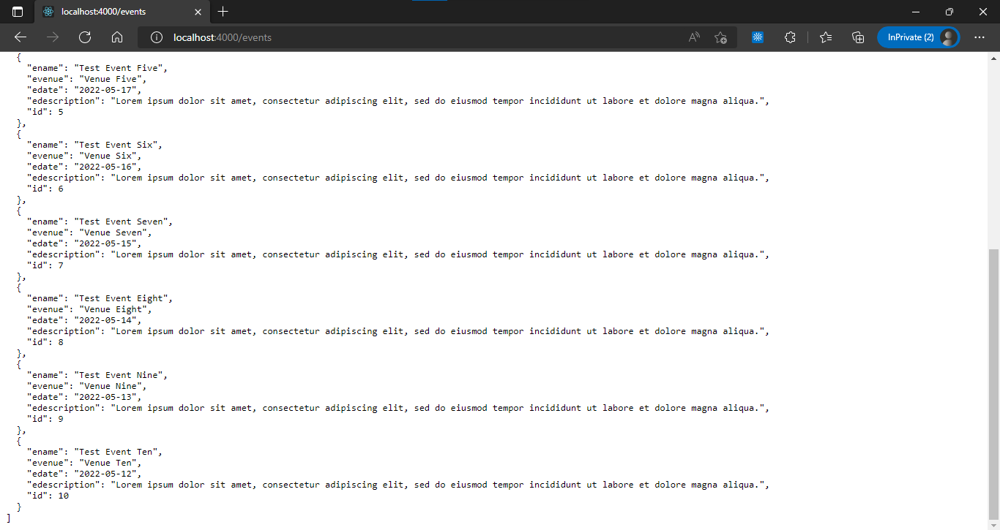 localhost:4000/events
localhost:4000/events
InPrivate (2)
{
"ename": "Test Event Five",
"evenue": "Venue Five",
"edate": "2022-05-17",
"edescription": "Lorem ipsum dolor sit amet, consectetur adipiscing elit, sed do eiusmod tempor incididunt ut labore et dolore magna aliqua.",
"id": 5
},
{
"ename": "Test Event Six",
"evenue": "Venue Six",
"edate": "2022-05-16",
"edescription": "Lorem ipsum dolor sit amet, consectetur adipiscing elit, sed do eiusmod tempor incididunt ut labore et dolore magna aliqua.",
"id": 6
},
{
"ename": "Test Event Seven",
"evenue": "Venue Seven",
"edate": "2022-05-15",
"edescription": "Lorem ipsum dolor sit amet, consectetur adipiscing elit, sed do eiusmod tempor incididunt ut labore et dolore magna aliqua.",
"id": 7
},
{
"ename": "Test Event Eight",
"evenue": "Venue Eight",
"edate": "2022-05-14",
"edescription": "Lorem ipsum dolor sit amet, consectetur adipiscing elit, sed do eiusmod tempor incididunt ut labore et dolore magna aliqua.",
"id": 8
},
{
"ename": "Test Event Nine",
"evenue": "Venue Nine",
"edate": "2022-05-13",
"edescription": "Lorem ipsum dolor sit amet, consectetur adipiscing elit, sed do eiusmod tempor incididunt ut labore et dolore magna aliqua.",
"id": 9
},
{
"ename": "Test Event Ten",
"evenue": "Venue Ten",
"edate": "2022-05-12",
"edescription": "Lorem ipsum dolor sit amet, consectetur adipiscing elit, sed do eiusmod tempor incididunt ut labore et dolore magna aliqua.",
"id": 10
}
]